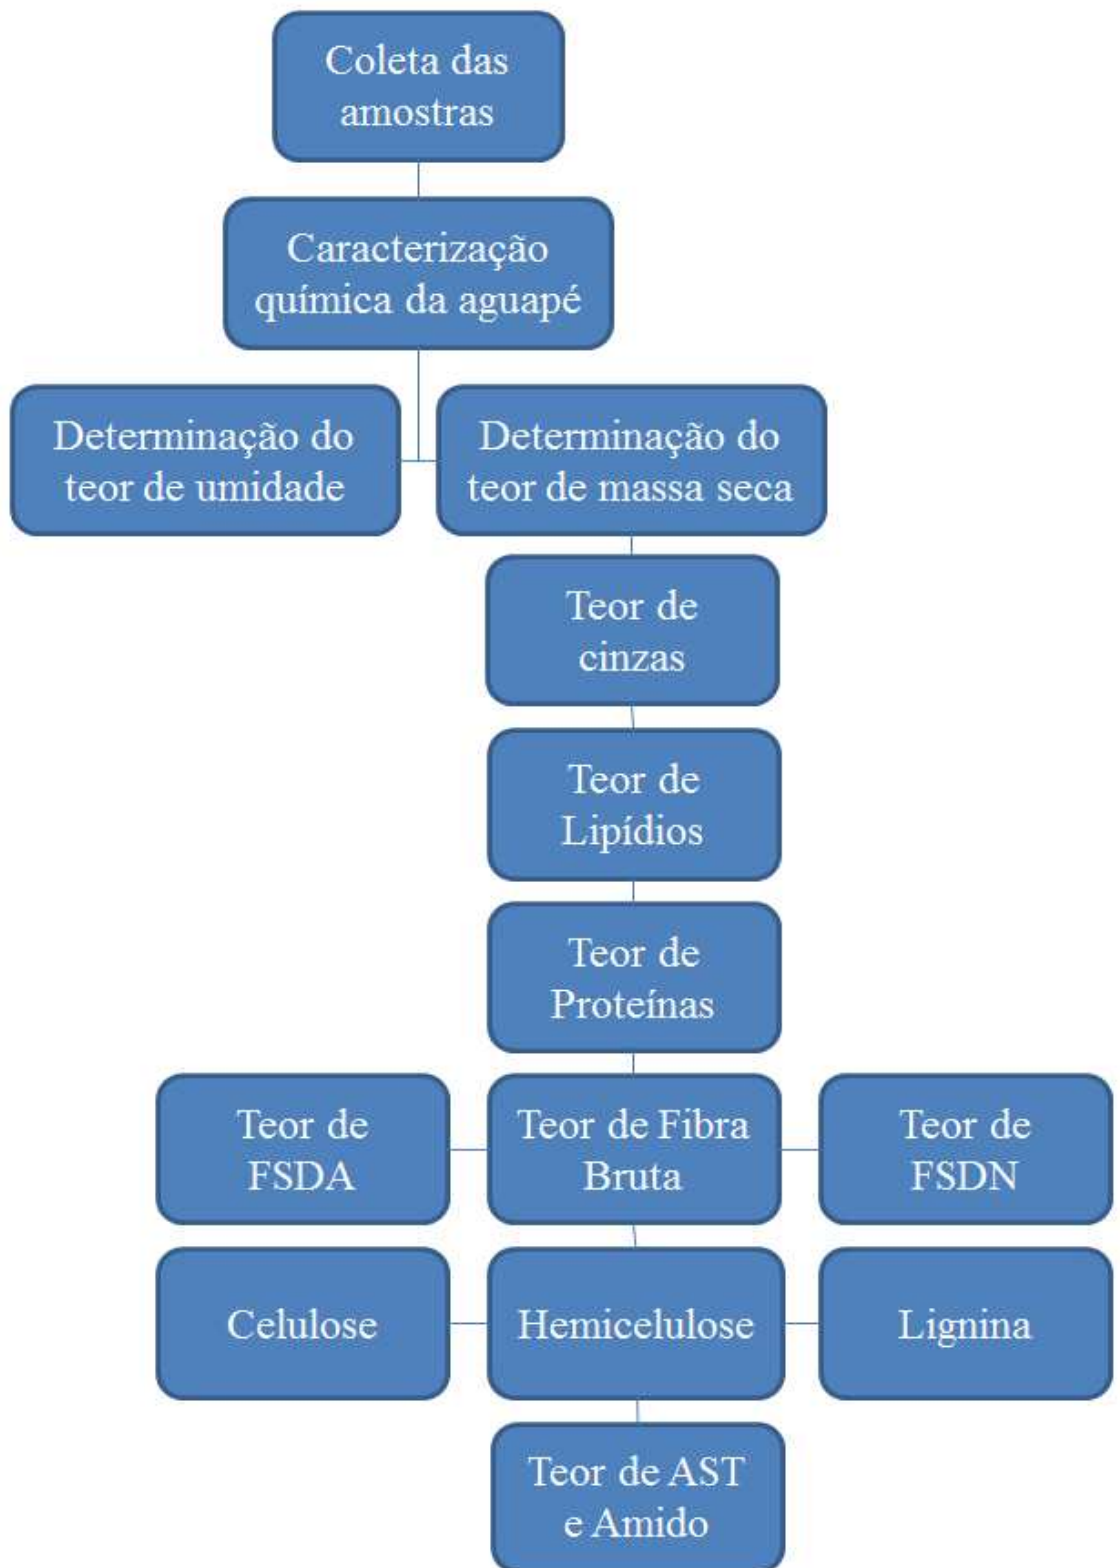 Coleta das
amostras
Caracterização
química da aguapé
Determinação do
teor de umidade
Determinação do
teor de massa seca
Teor de
cinzas
Teor de
Lipídios
Teor de
Proteínas
Teor de
FSDA
Teor de Fibra
Bruta
Teor de
FSDN
Celulose
Hemicelulose
Lignina
Teor de AST
e Amido